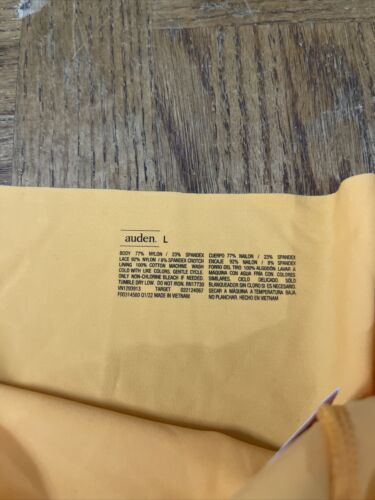 auden. L
BODY 77% NYLON / 23% SPANDEX
LACE 92% NYLON / 8% SPANDEX CROTCH
LINING 100% COTTON MACHINE WASH
COLD WITH LIKE COLORS. GENTLE CYCLE.
ONLY NON-CHLORINE BLEACH IF NEEDED.
TUMBLE DRY LOW. DO NOT IRON. RN17730
VN1393913 TARGET 022124067
F00314560 Q1/22 MADE IN VIETNAM
CUERPO 77% NAILON / 23% SPANDEX
ENCAJE 92% NAILON / 8% SPANDEX
FORRO DEL TIRO 100% ALGODÓN LAVAR A
MÁQUINA CON AGUA FRÍA CON COLORES
SIMILARES. CICLO DELICADO. SÓLO
BLANQUEADOR SIN CLORO SI ES NECESARIO.
SECAR A MÁQUINA A TEMPERATURA BAJA.
NO PLANCHAR. HECHO EN VIETNAM